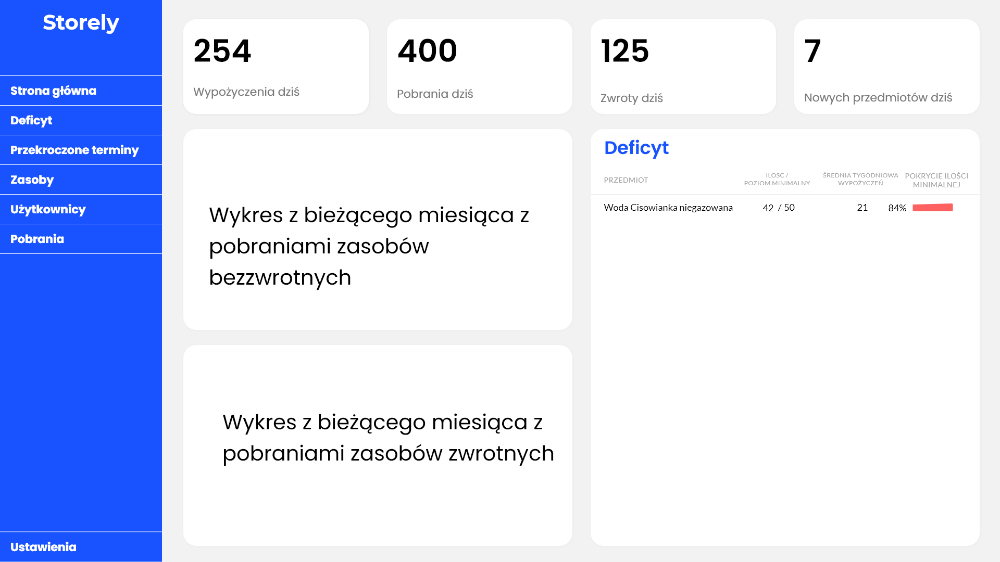 Storely
Strona główna
Deficyt
Przekroczone terminy
Zasoby
Użytkownicy
Pobrania
Ustawienia
254
Wypożyczenia dziś
400
Pobrania dziś
125
Zwroty dziś
7
Nowych przedmiotów dziś
Wykres z bieżącego miesiąca z
pobraniami zasobów
bezzwrotnych
Wykres z bieżącego miesiąca z
pobraniami zasobów zwrotnych
Deficyt
PRZEDMIOT
ILOSC /
POZIOM MINIMALNY
ŚREDNIA TYGODNIOWA
WYPOŻYCZEŃ
POKRYCIE ILOŚCI
MINIMALNEJ
Woda Cisowianka niegazowana 42 / 50 21 84%